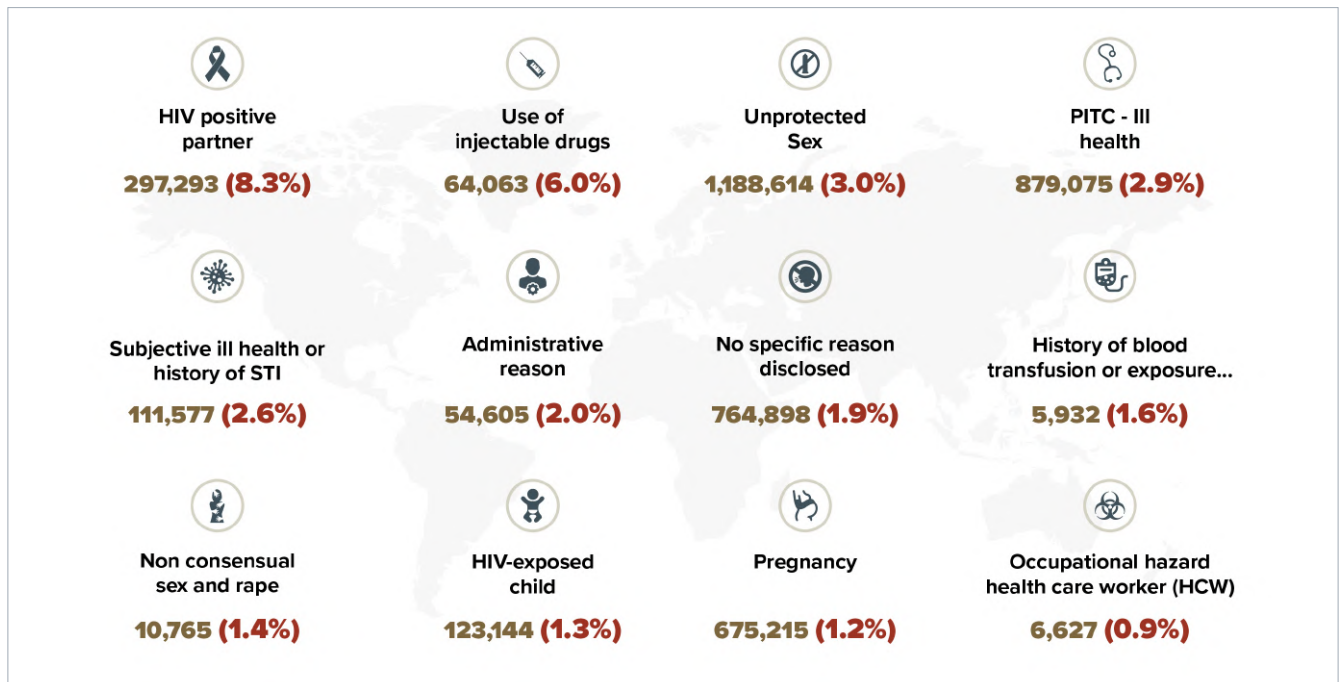 HIV positive
partner
297,293 (8.3%)
Use of
injectable drugs
64,063 (6.0%)
Unprotected
Sex
1,188,614 (3.0%)
PITC - Ill
health
879,075 (2.9%)
Subjective ill health or
history of STI
111,577 (2.6%)
Administrative
reason
54,605 (2.0%)
No specific reason
disclosed
764,898 (1.9%)
History of blood
transfusion or exposure...
5,932 (1.6%)
Non consensual
sex and rape
10,765 (1.4%)
HIV-exposed
child
123,144 (1.3%)
Pregnancy
675,215 (1.2%)
Occupational hazard
health care worker (HCW)
6,627 (0.9%)